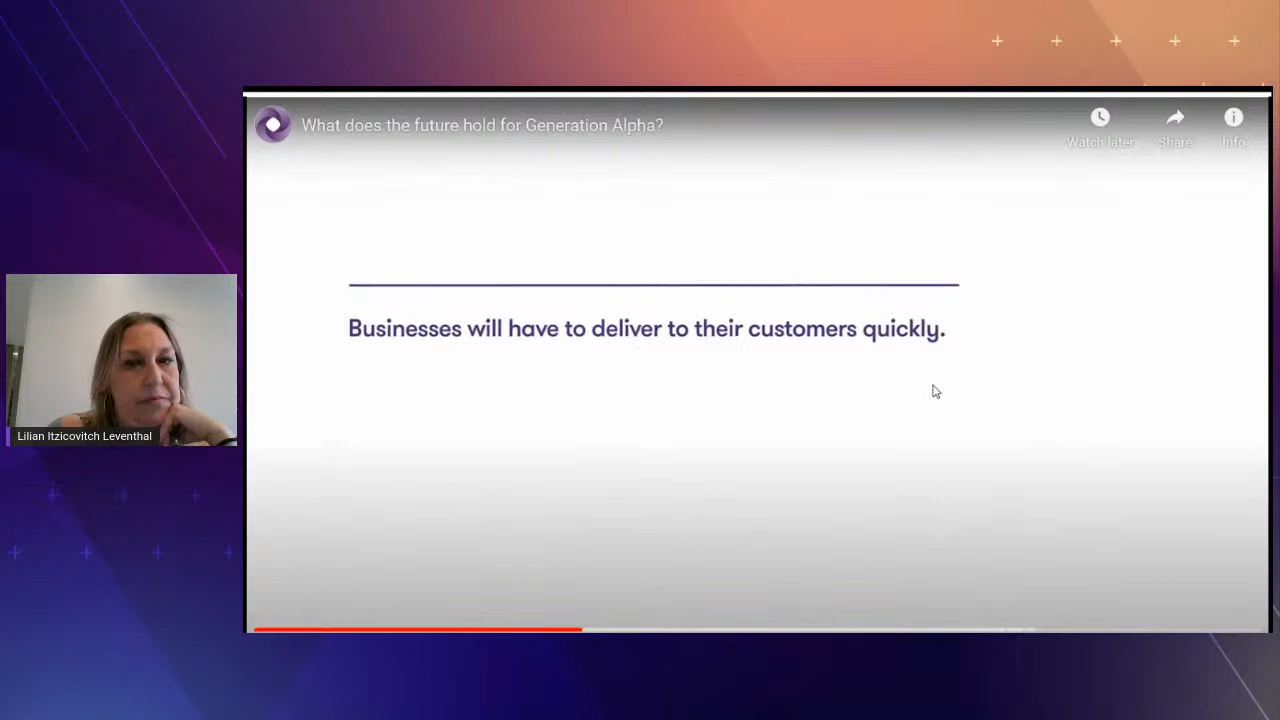 What does the future hold for Generation Alpha?
Watch later
Share
Info
Businesses will have to deliver to their customers quickly.
Lilian Itzicovitch Leventhal